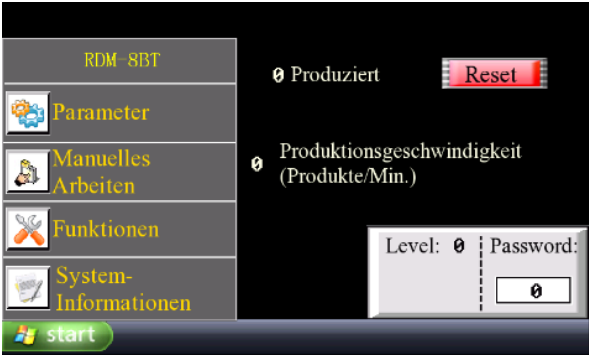 RDM-8BT
Parameter
Manuelles
Arbeiten
Funktionen
System-
Informationen
start
0 Produziert
Reset
0 Produktionsgeschwindigkeit
(Produkte/Min.)
Level: 0
Password:
0